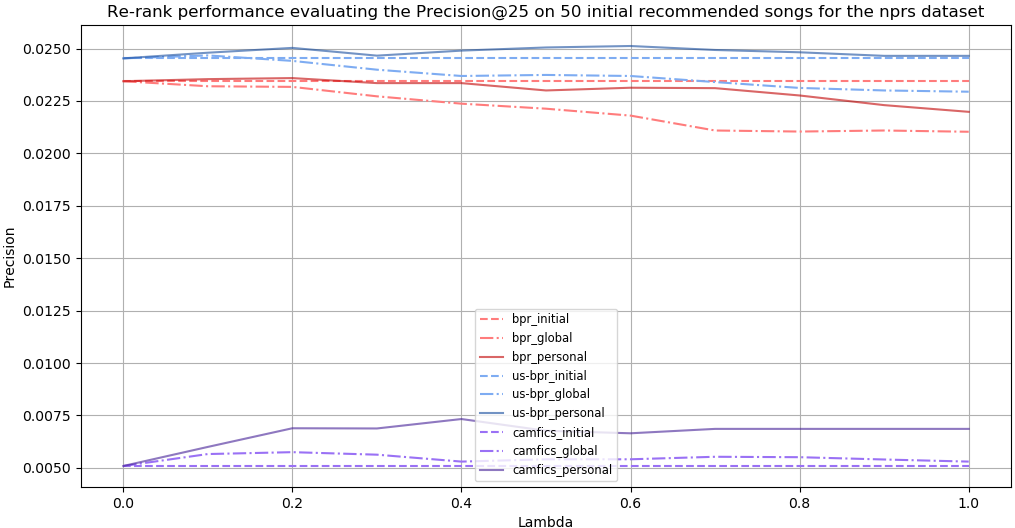 Re-rank performance evaluating the Precision@25 on 50 initial recommended songs for the nprs dataset
0.0250
0.0225
0.0200
0.0175
0.0150
0.0125
0.0100
0.0075
0.0050
Precision
bpr_initial
bpr_global
bpr_personal
us-bpr_initial
us-bpr_global
us-bpr_personal
camfics_initial
camfics_global
camfics_personal
0.0 0.2 0.4 0.6 0.8 1.0
Lambda